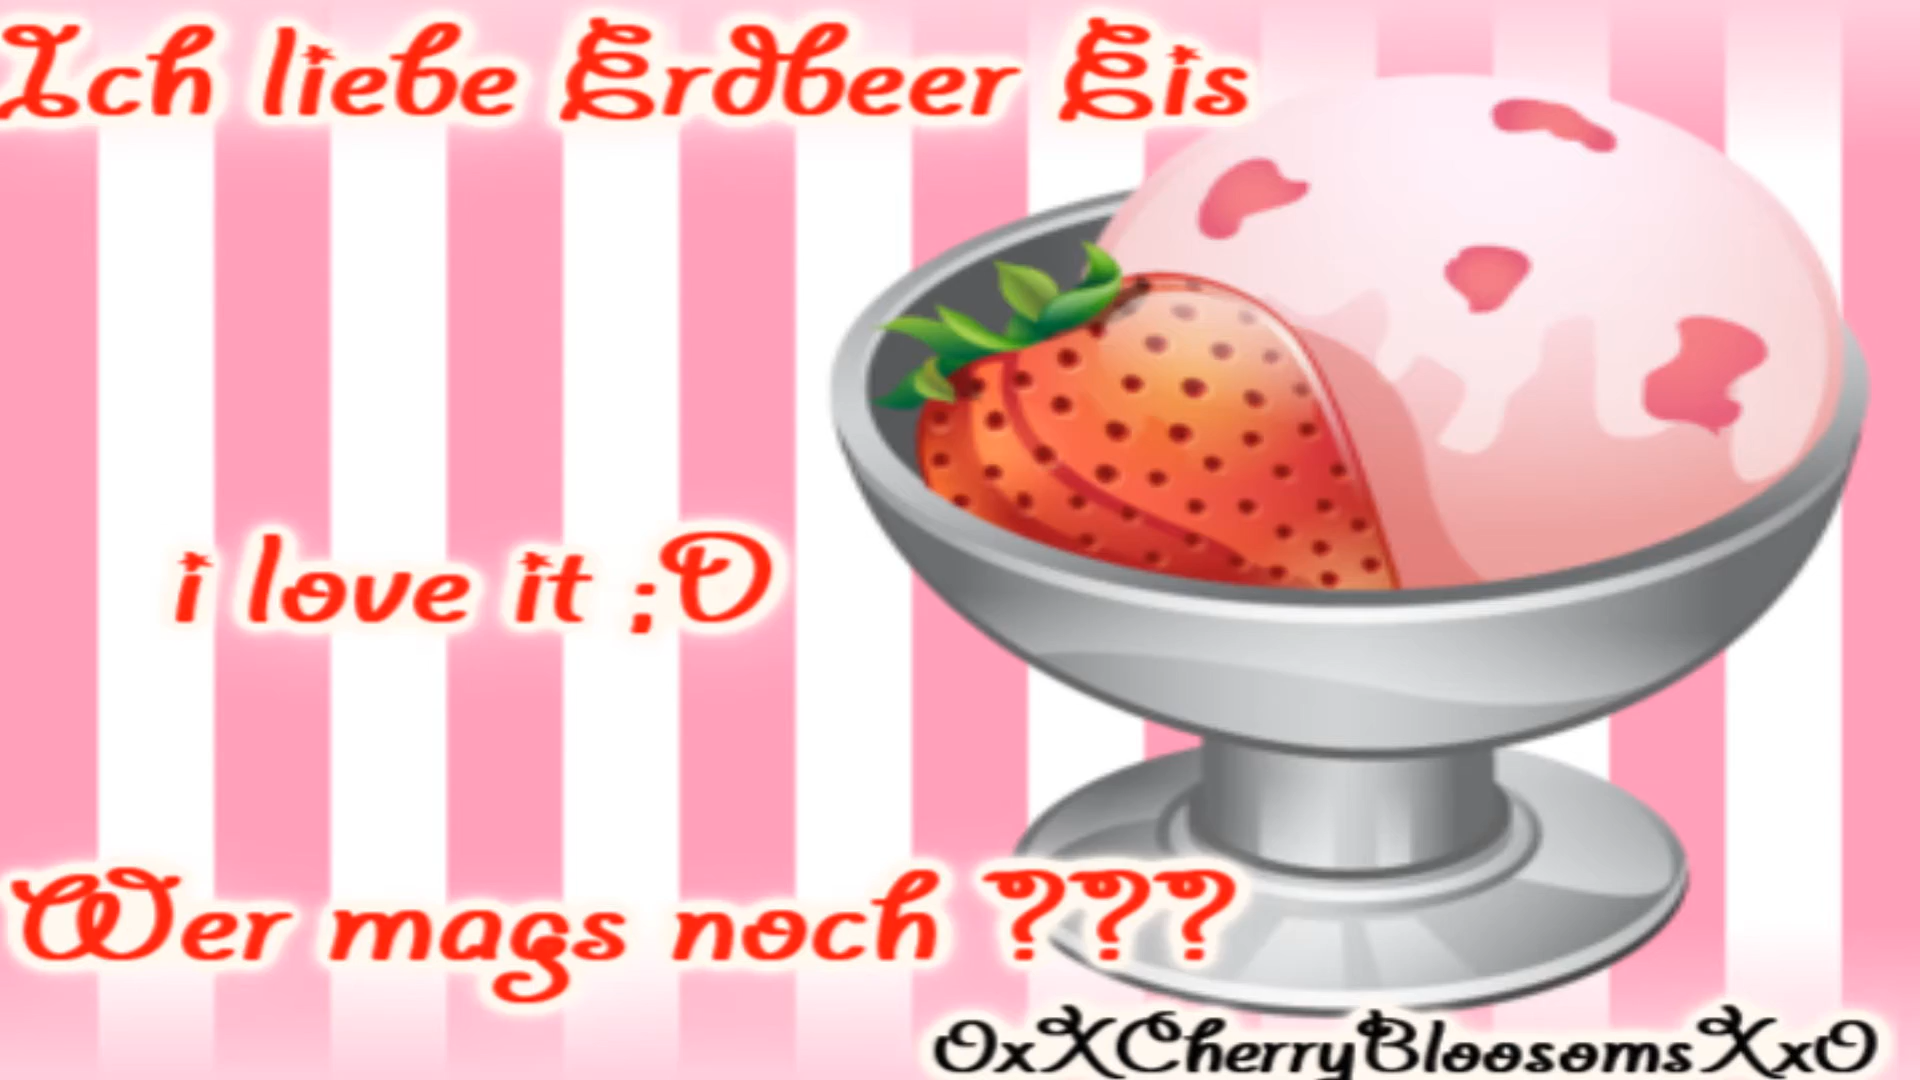 Ich liebe Erdbeer Eis
i love it ;D
Wer mags noch ???
OxXCherryBloosomsXxO